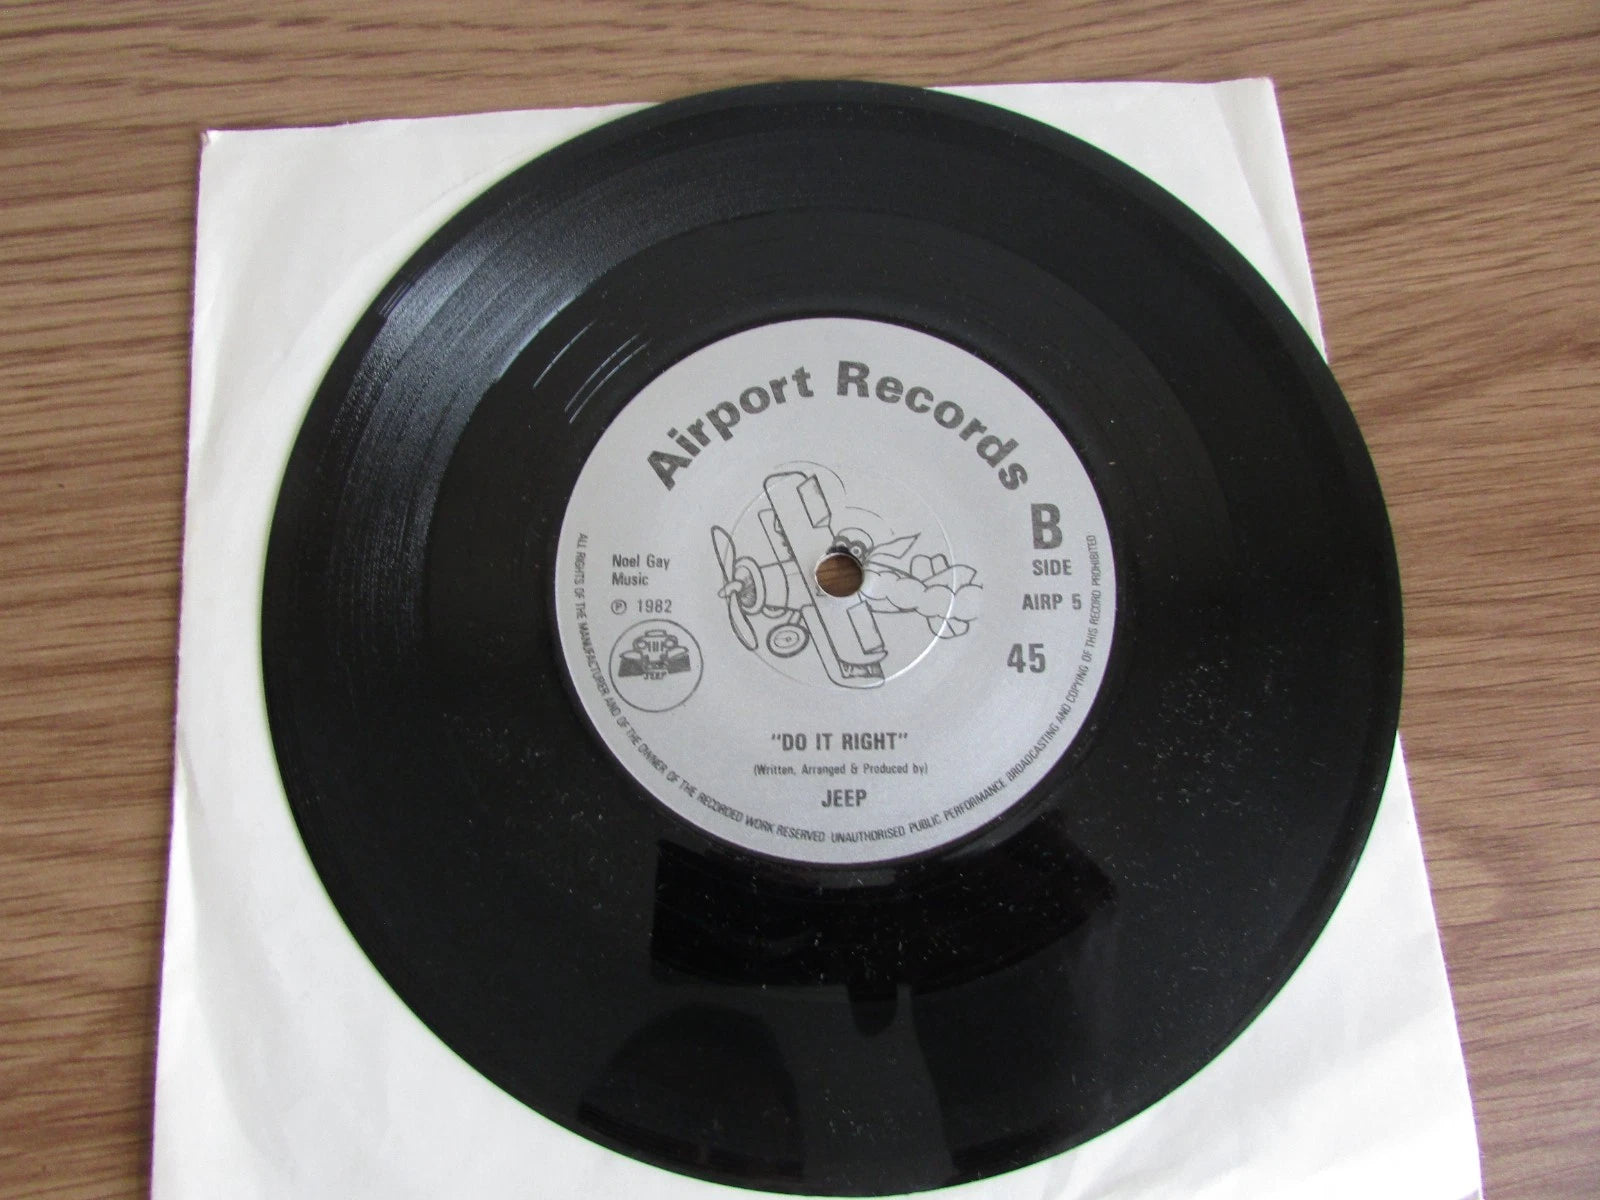 Airport Records
B
SIDE
AIRP 5
45
Noel Gay
Music
Ⓟ 1982
JEEP
"DO IT RIGHT"
(Written, Arranged & Produced by)
JEEP
ALL RIGHTS OF THE MANUFACTURER AND OF THE OWNER OF THE RECORDED WORK RESERVED UNAUTHORISED PUBLIC PERFORMANCE BROADCASTING AND COPYING OF THIS RECORD PROHIBITED